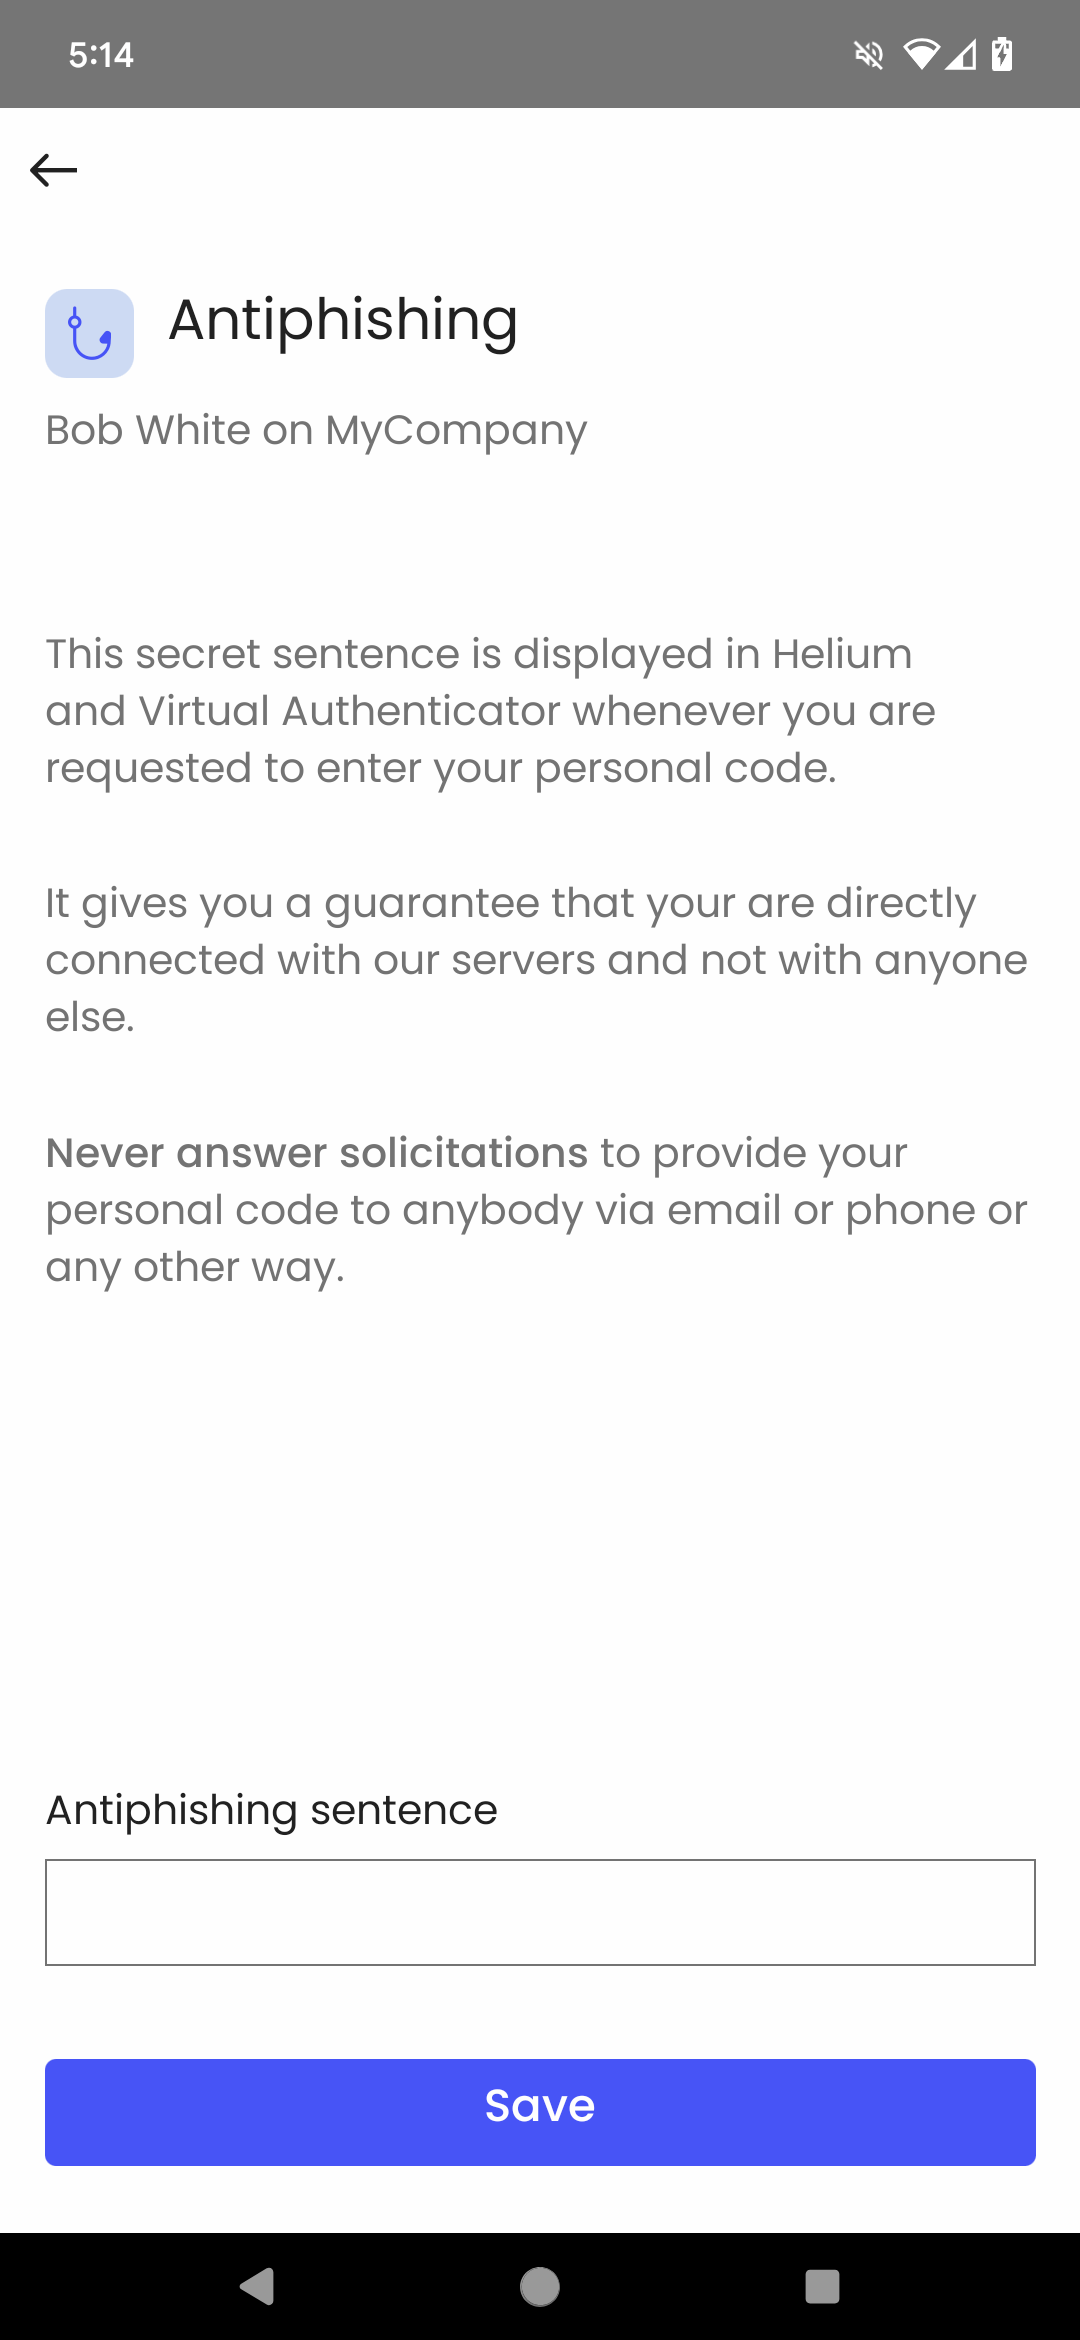 5:14
Antiphishing
Bob White on MyCompany
This secret sentence is displayed in Helium
and Virtual Authenticator whenever you are
requested to enter your personal code.
It gives you a guarantee that your are directly
connected with our servers and not with anyone
else.
Never answer solicitations to provide your
personal code to anybody via email or phone or
any other way.
Antiphishing sentence
Save